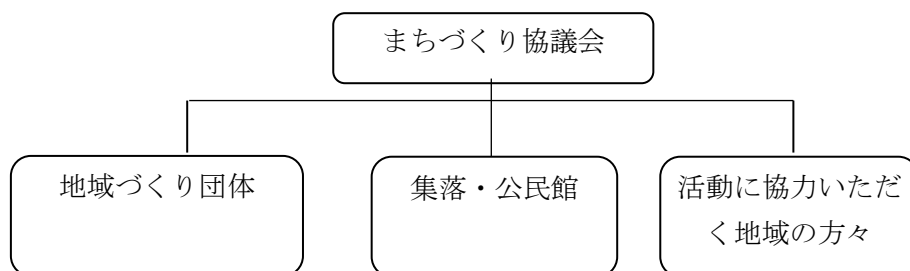 まちづくり協議会
地域づくり団体
集落・公民館
活動に協力いただ
く地域の方々